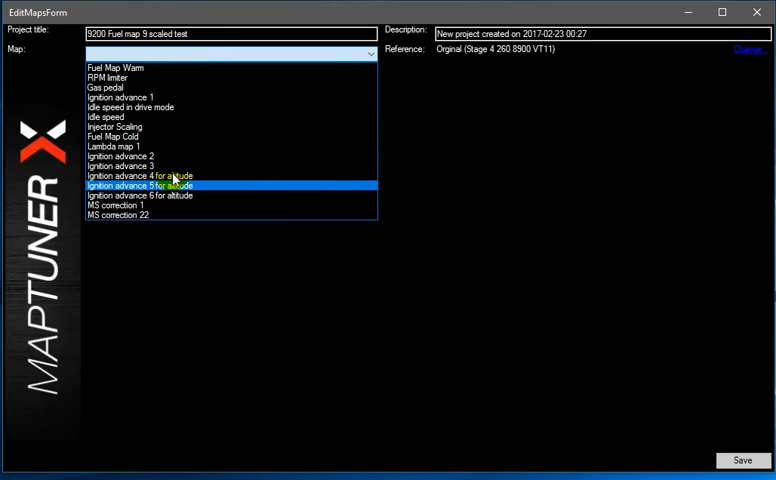 EditMapsForm
Project title: 9200 Fuel map 9 scaled test Description: New project created on 2017-02-23 00:27
Map: Reference: Orginal (Stage 4 260 8900 VT11) Change...
Fuel Map Warm
RPM limiter
Gas pedal
Ignition advance 1
Idle speed in drive mode
Idle speed
Injector Scaling
Fuel Map Cold
Lambda map 1
Ignition advance 2
Ignition advance 3
Ignition advance 4 for altitude
Ignition advance 5 for altitude
Ignition advance 6 for altitude
MS correction 1
MS correction 22
MAPTUNER X
Save